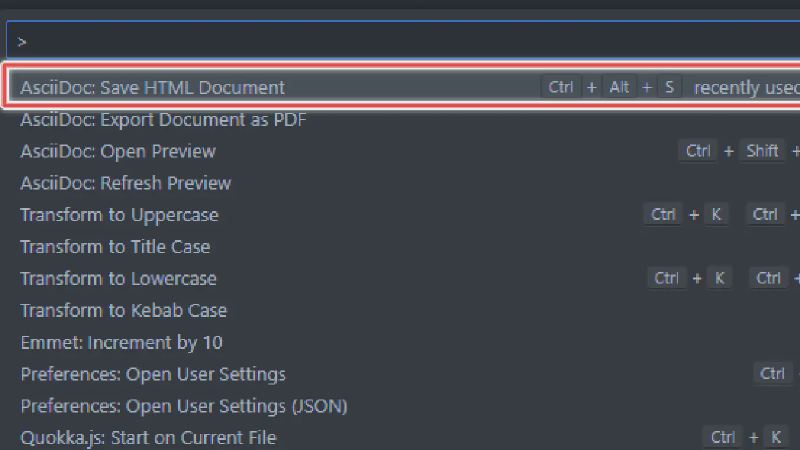 >
AsciiDoc: Save HTML Document Ctrl + Alt + S recently used
AsciiDoc: Export Document as PDF
AsciiDoc: Open Preview Ctrl + Shift +
AsciiDoc: Refresh Preview
Transform to Uppercase Ctrl + K Ctrl +
Transform to Title Case
Transform to Lowercase Ctrl + K Ctrl +
Transform to Kebab Case
Emmet: Increment by 10
Preferences: Open User Settings Ctrl
Preferences: Open User Settings (JSON)
Quokka.js: Start on Current File Ctrl + K